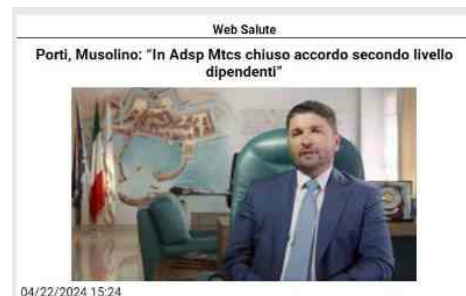 Web Salute
Porti, Musolino: “In Adsp Mtcs chiuso accordo secondo livello
dipendenti”
04/22/2024 15:24